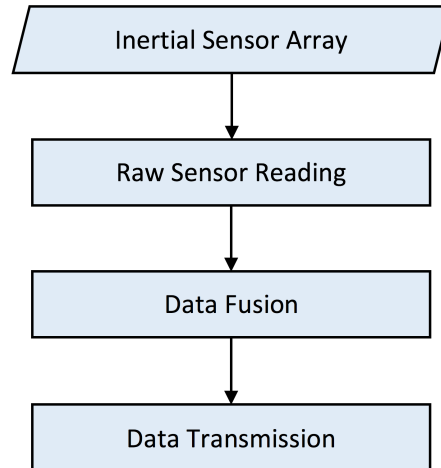 Inertial Sensor Array
Raw Sensor Reading
Data Fusion
Data Transmission